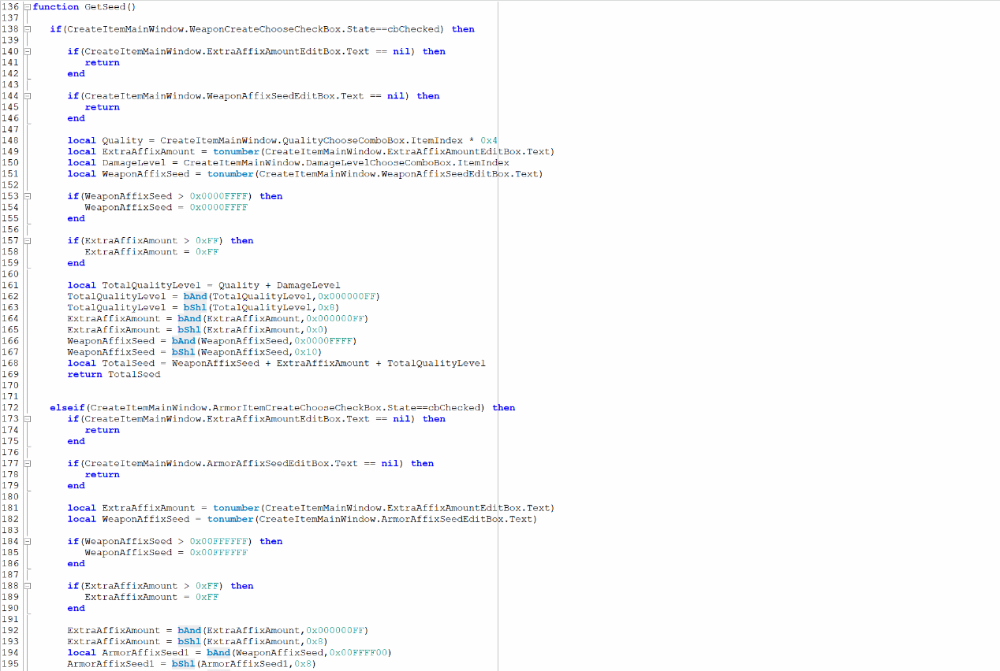 136 function GetSeed()
137
138 if(CreateItemMainWindow.WeaponCreateChooseCheckBox.State==cbChecked) then
139
140 if(CreateItemMainWindow.ExtraAffixAmountEditBox.Text == nil) then
141 return
142 end
143
144 if(CreateItemMainWindow.WeaponAffixSeedEditBox.Text == nil) then
145 return
146 end
147
148 local Quality = CreateItemMainWindow.QualityChooseComboBox.ItemIndex * 0x4
149 local ExtraAffixAmount = tonumber(CreateItemMainWindow.ExtraAffixAmountEditBox.Text)
150 local DamageLevel = CreateItemMainWindow.DamageLevelChooseComboBox.ItemIndex
151 local WeaponAffixSeed = tonumber(CreateItemMainWindow.WeaponAffixSeedEditBox.Text)
152
153 if(WeaponAffixSeed > 0x0000FFFF) then
154 WeaponAffixSeed = 0x0000FFFF
155 end
156
157 if(ExtraAffixAmount > 0xFF) then
158 ExtraAffixAmount = 0xFF
159 end
160
161 local TotalQualityLevel = Quality + DamageLevel
162 TotalQualityLevel = bAnd(TotalQualityLevel,0x000000FF)
163 TotalQualityLevel = bShl(TotalQualityLevel,0x8)
164 ExtraAffixAmount = bAnd(ExtraAffixAmount,0x000000FF)
165 ExtraAffixAmount = bShl(ExtraAffixAmount,0x0)
166 WeaponAffixSeed = bAnd(WeaponAffixSeed,0x0000FFFF)
167 WeaponAffixSeed = bShl(WeaponAffixSeed,0x10)
168 local TotalSeed = WeaponAffixSeed + ExtraAffixAmount + TotalQualityLevel
169 return TotalSeed
170
171
172 elseif(CreateItemMainWindow.ArmorItemCreateChooseCheckBox.State==cbChecked) then
173 if(CreateItemMainWindow.ExtraAffixAmountEditBox.Text == nil) then
174 return
175 end
176
177 if(CreateItemMainWindow.ArmorAffixSeedEditBox.Text == nil) then
178 return
179 end
180
181 local ExtraAffixAmount = tonumber(CreateItemMainWindow.ExtraAffixAmountEditBox.Text)
182 local WeaponAffixSeed = tonumber(CreateItemMainWindow.ArmorAffixSeedEditBox.Text)
183
184 if(WeaponAffixSeed > 0x00FFFFFF) then
185 WeaponAffixSeed = 0x00FFFFFF
186 end
187
188 if(ExtraAffixAmount > 0xFF) then
189 ExtraAffixAmount = 0xFF
190 end
191
192 ExtraAffixAmount = bAnd(ExtraAffixAmount,0x000000FF)
193 ExtraAffixAmount = bShl(ExtraAffixAmount,0x8)
194 local ArmorAffixSeed1 = bAnd(WeaponAffixSeed,0x00FFFF00)
195 ArmorAffixSeed1 = bShl(ArmorAffixSeed1,0x8)